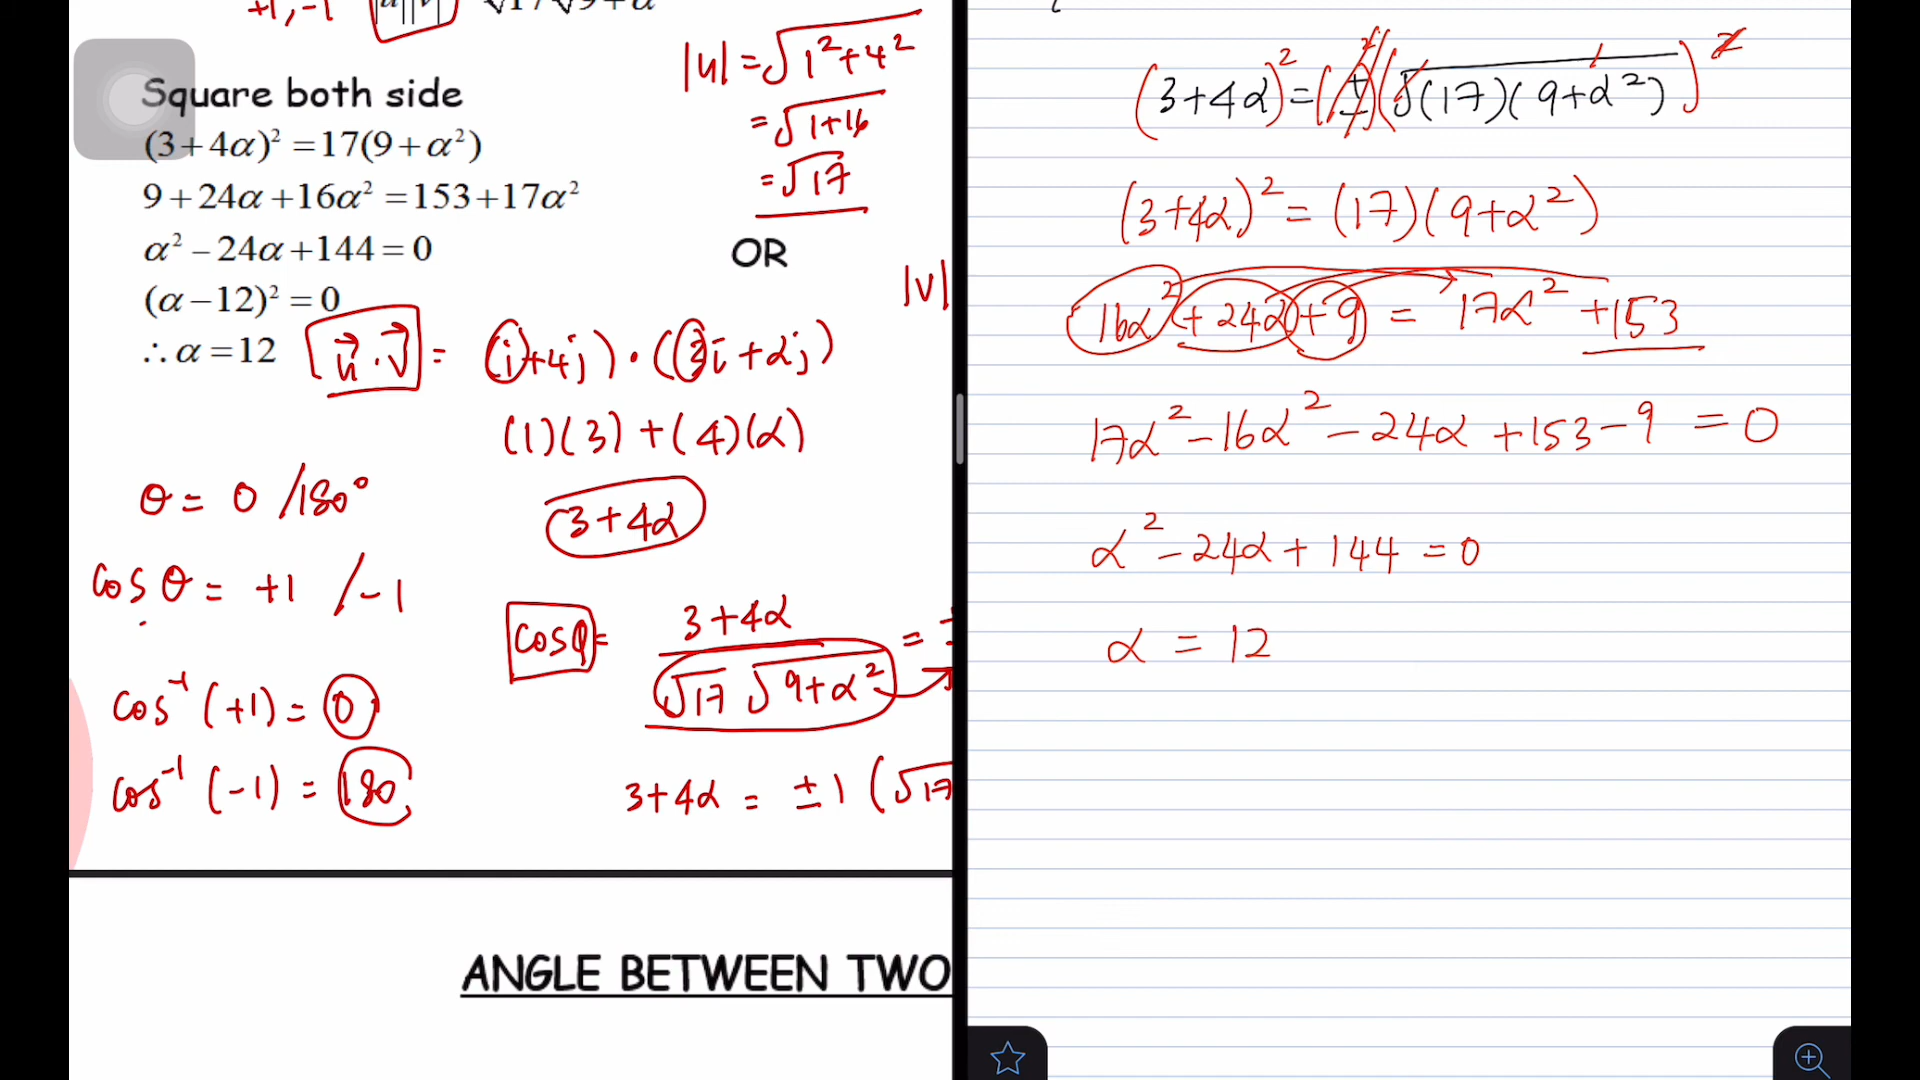 +1,-1
Square both side
(3+4α)² = 17(9+α²)
9+24α+16α² = 153+17α²
α²−24α+144 = 0
(α−12)² = 0
∴ α = 12
|u| = √1²+4²
= √1+16
= √17
OR
|v|
u⃗ . v⃗ = (i+4j) • (3i+αj)
(1)(3)+(4)(α)
3+4α
θ = 0 /180°
cos θ = +1 /-1
cos⁻¹ (+1) = 0
cos⁻¹ (-1) = 180
cosθ = 3+4α / √17 √9+α² = ±
3+4α = ±1 (√17
ANGLE BETWEEN TWO
(3+4α)² = (±)²(√(17)(9+α²))²
(3+4α)² = (17)(9+α²)
16α²+24α+9 = 17α²+153
17α²-16α²-24α+153-9 = 0
α²-24α+144 = 0
α = 12